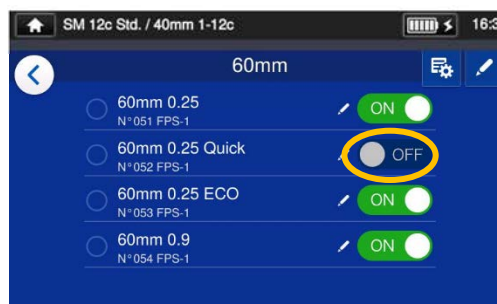 SM 12c Std. / 40mm 1-12c
16:3
60mm
60mm 0.25
N°051 FPS-1
ON
60mm 0.25 Quick
N°052 FPS-1
OFF
60mm 0.25 ECO
N°053 FPS-1
ON
60mm 0.9
N°054 FPS-1
ON